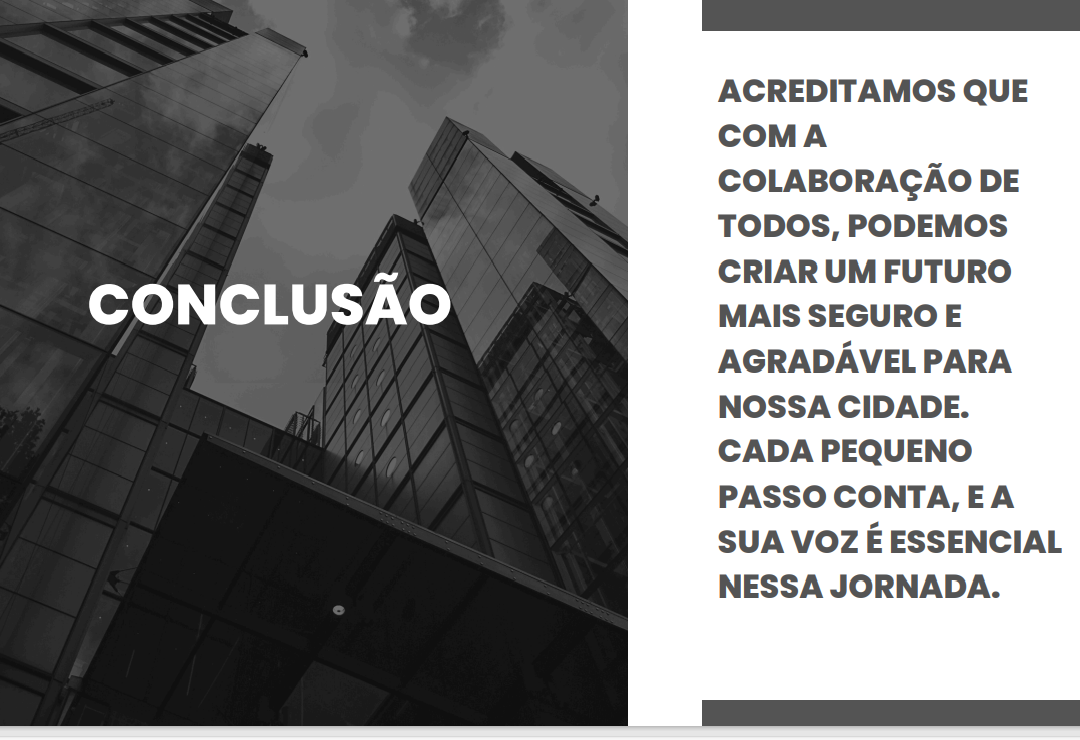 CONCLUSÃO
ACREDITAMOS QUE
COM A
COLABORAÇÃO DE
TODOS, PODEMOS
CRIAR UM FUTURO
MAIS SEGURO E
AGRADÁVEL PARA
NOSSA CIDADE.
CADA PEQUENO
PASSO CONTA, E A
SUA VOZ É ESSENCIAL
NESSA JORNADA.